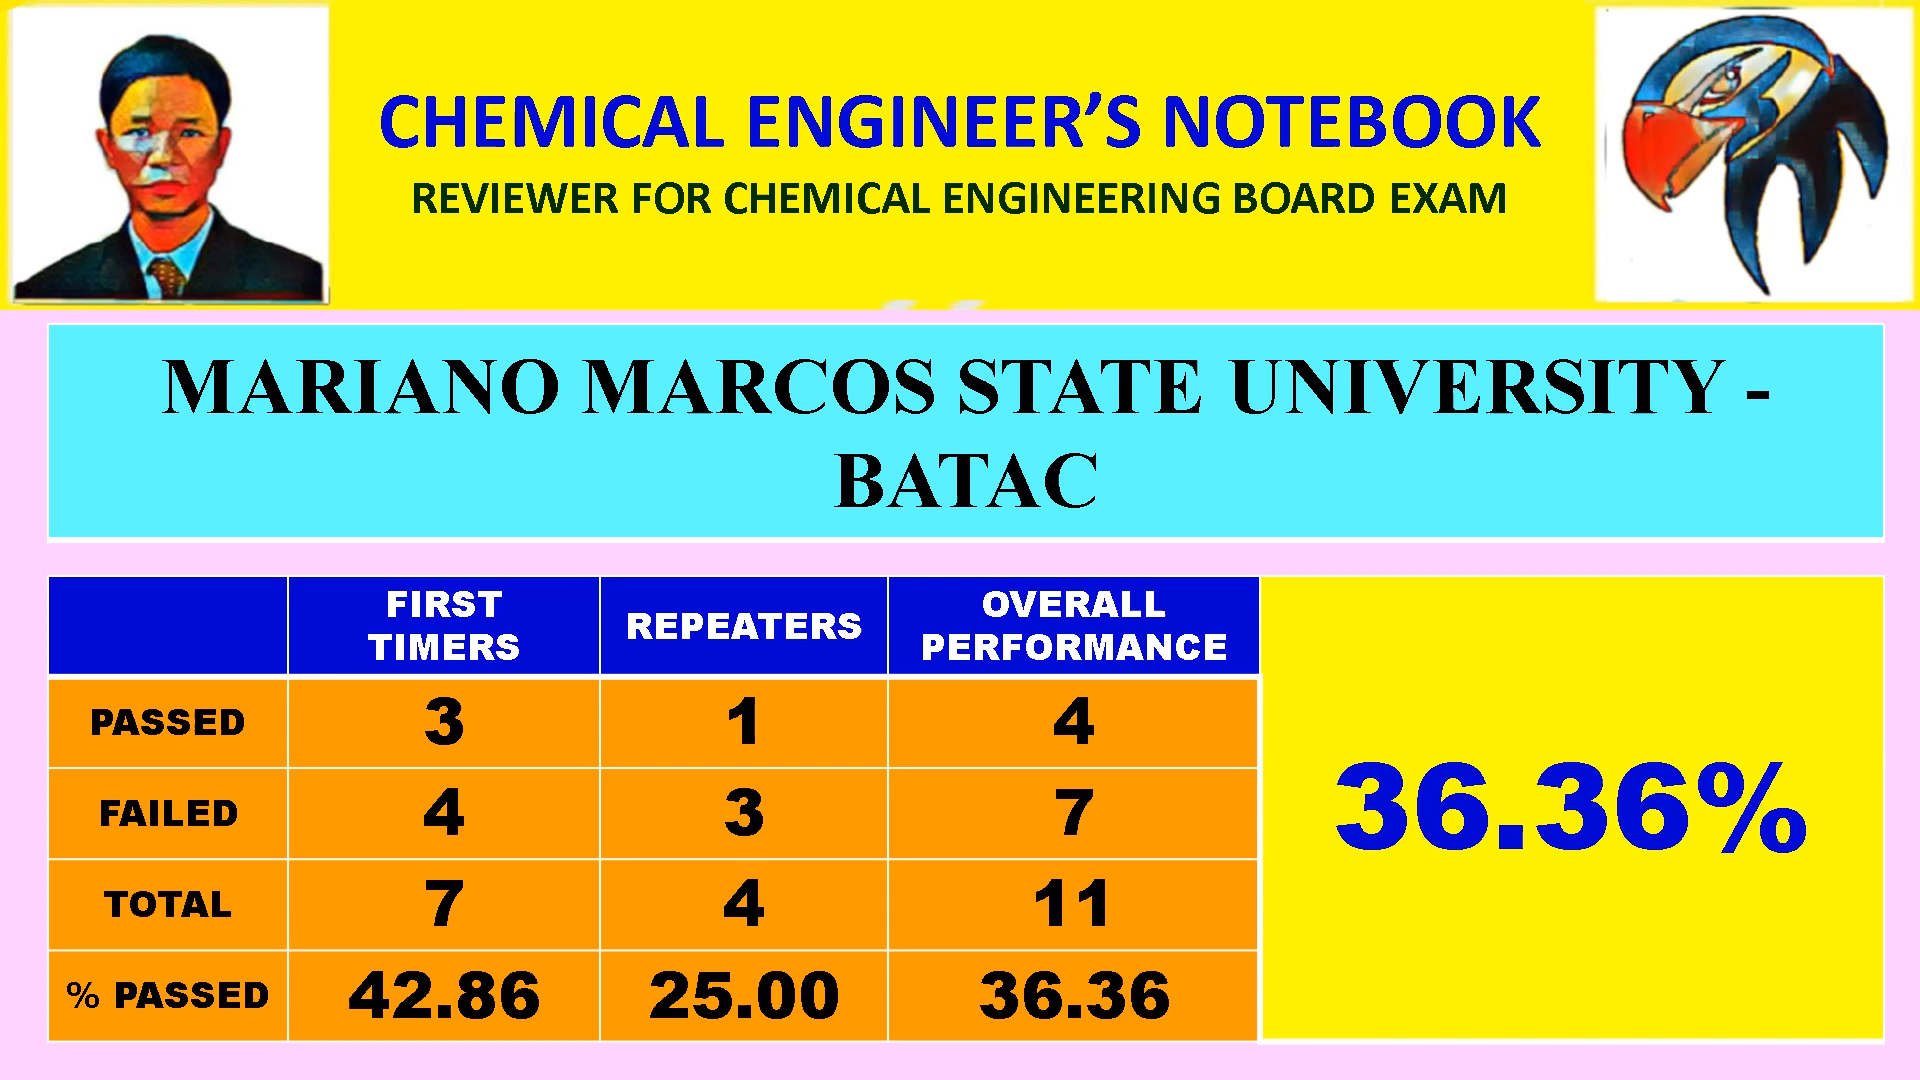 CHEMICAL ENGINEER’S NOTEBOOK
REVIEWER FOR CHEMICAL ENGINEERING BOARD EXAM
MARIANO MARCOS STATE UNIVERSITY -
BATAC
FIRST TIMERS REPEATERS OVERALL PERFORMANCE
PASSED 3 1 4
FAILED 4 3 7
TOTAL 7 4 11
% PASSED 42.86 25.00 36.36
36.36%